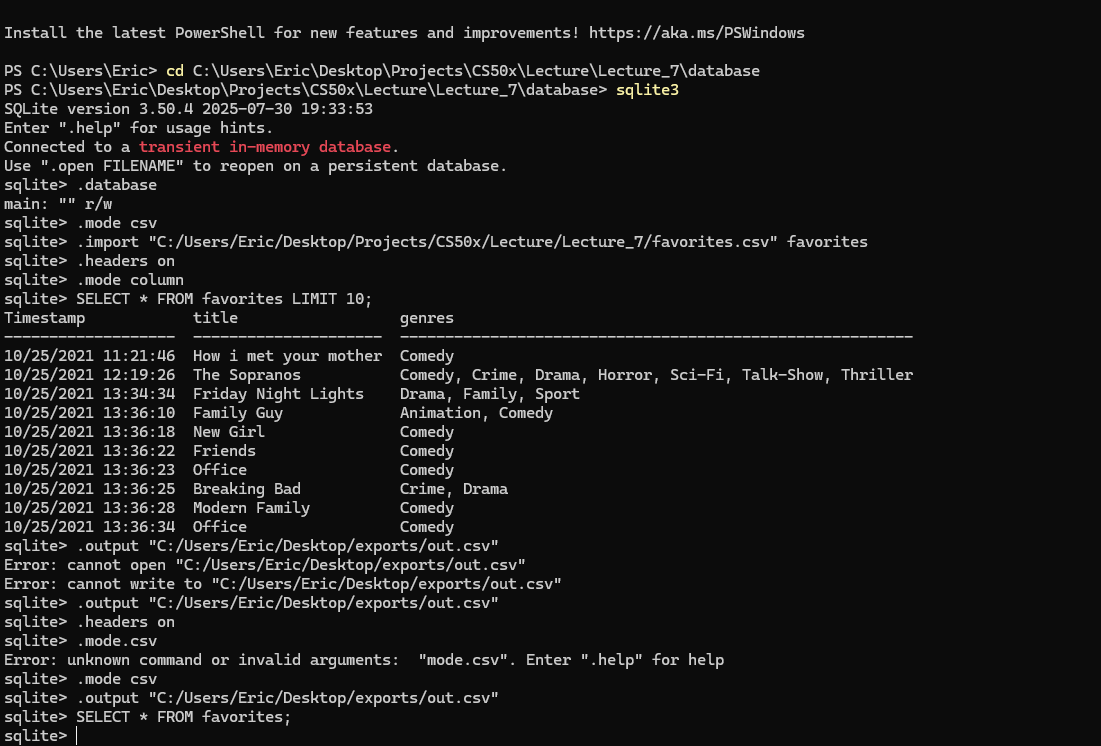 Install the latest PowerShell for new features and improvements! https://aka.ms/PSWindows
PS C:\Users\Eric> cd C:\Users\Eric\Desktop\Projects\CS50x\Lecture\Lecture_7\database
PS C:\Users\Eric\Desktop\Projects\CS50x\Lecture\Lecture_7\database> sqlite3
SQLite version 3.50.4 2025-07-30 19:33:53
Enter ".help" for usage hints.
Connected to a transient in-memory database.
Use ".open FILENAME" to reopen on a persistent database.
sqlite> .database
main: "" r/w
sqlite> .mode csv
sqlite> .import "C:/Users/Eric/Desktop/Projects/CS50x/Lecture/Lecture_7/favorites.csv" favorites
sqlite> .headers on
sqlite> .mode column
sqlite> SELECT * FROM favorites LIMIT 10;
Timestamp            title                  genres
-------------------  ---------------------  ---------------------------------------------------------
10/25/2021 11:21:46  How i met your mother  Comedy
10/25/2021 12:19:26  The Sopranos           Comedy, Crime, Drama, Horror, Sci-Fi, Talk-Show, Thriller
10/25/2021 13:34:34  Friday Night Lights    Drama, Family, Sport
10/25/2021 13:36:10  Family Guy             Animation, Comedy
10/25/2021 13:36:18  New Girl               Comedy
10/25/2021 13:36:22  Friends                Comedy
10/25/2021 13:36:23  Office                 Comedy
10/25/2021 13:36:25  Breaking Bad           Crime, Drama
10/25/2021 13:36:28  Modern Family          Comedy
10/25/2021 13:36:34  Office                 Comedy
sqlite> .output "C:/Users/Eric/Desktop/exports/out.csv"
Error: cannot open "C:/Users/Eric/Desktop/exports/out.csv"
Error: cannot write to "C:/Users/Eric/Desktop/exports/out.csv"
sqlite> .output "C:/Users/Eric/Desktop/exports/out.csv"
sqlite> .headers on
sqlite> .mode.csv
Error: unknown command or invalid arguments:  "mode.csv". Enter ".help" for help
sqlite> .mode csv
sqlite> .output "C:/Users/Eric/Desktop/exports/out.csv"
sqlite> SELECT * FROM favorites;
sqlite>